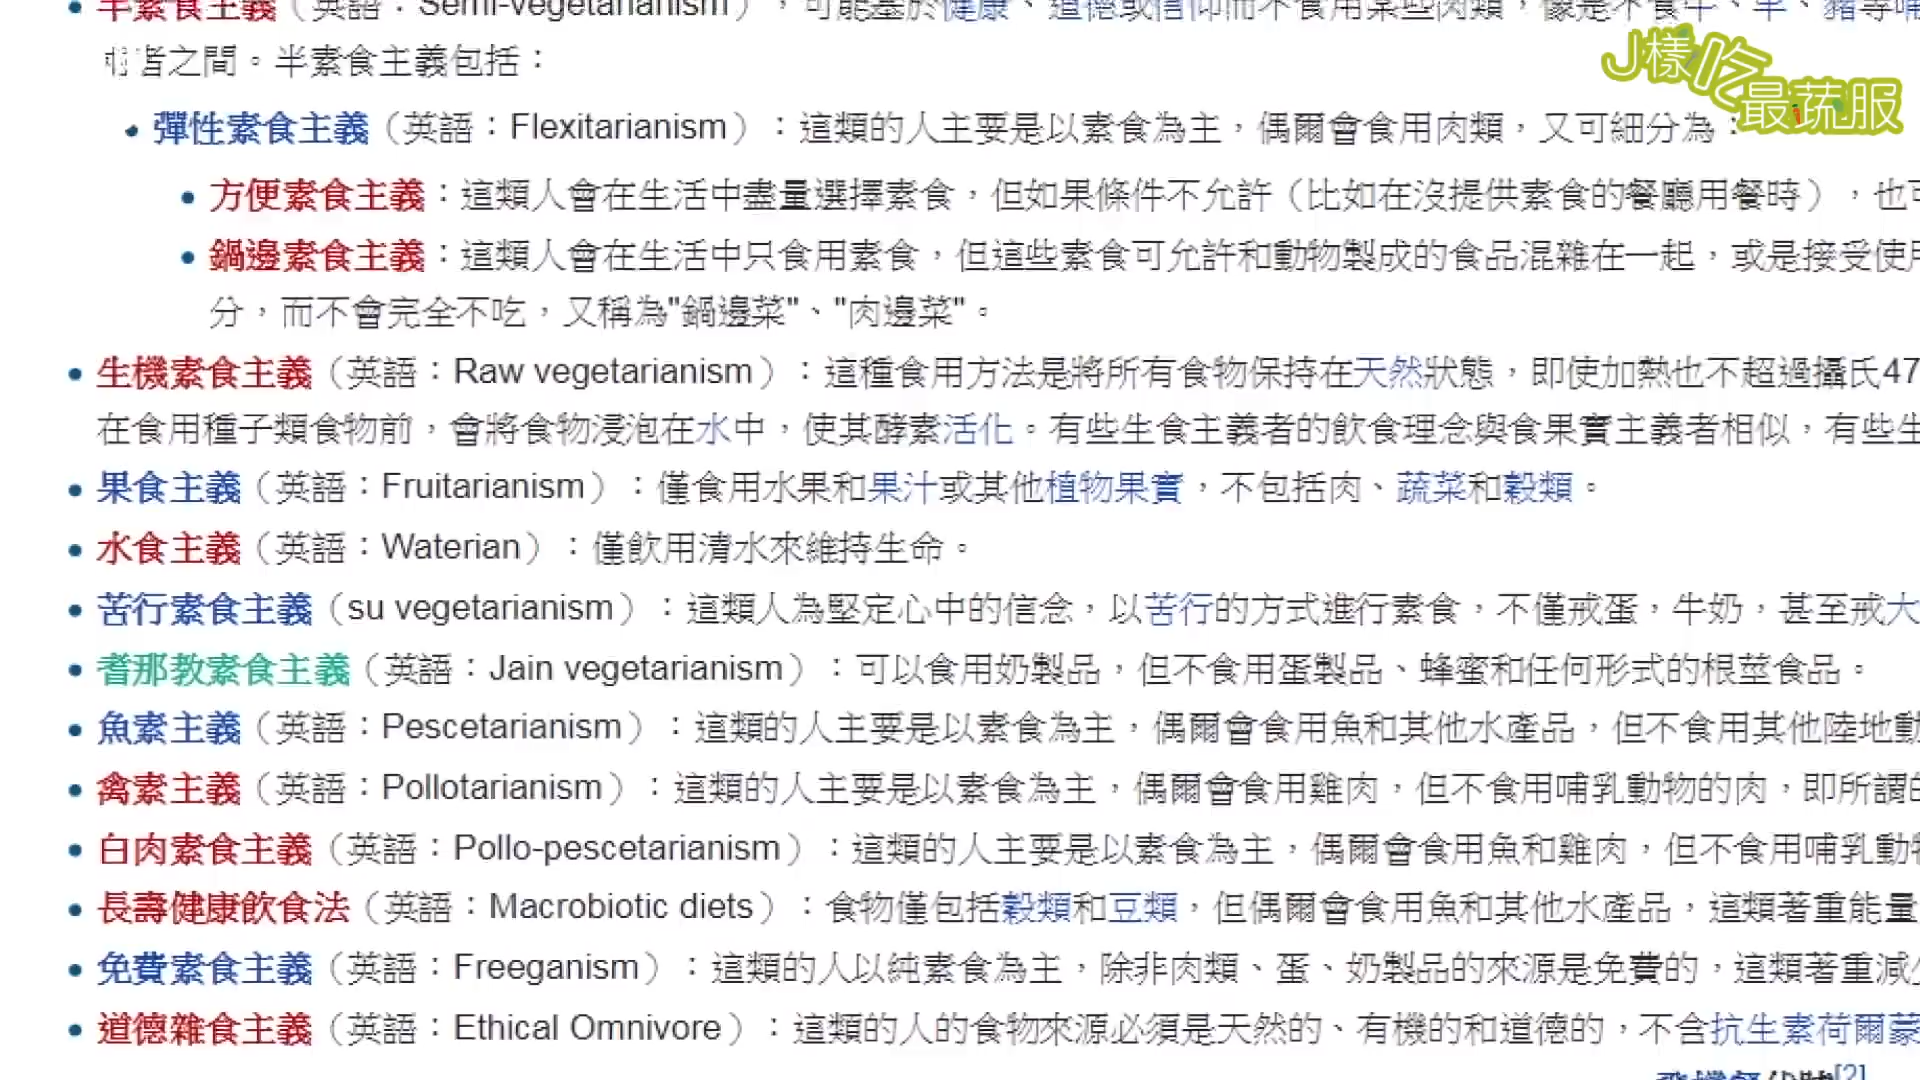 半素食主義（英語：Semi-vegetarianism），可能基於健康、道德或信仰而不食用某些肉類，像是不食牛、羊、豬等哺
之間。半素食主義包括：
J樣吃最蔬服
彈性素食主義（英語：Flexitarianism）：這類的人主要是以素食為主，偶爾會食用肉類，又可細分為：
方便素食主義：這類人會在生活中盡量選擇素食，但如果條件不允許（比如在沒提供素食的餐廳用餐時），也可
鍋邊素食主義：這類人會在生活中只食用素食，但這些素食可允許和動物製成的食品混雜在一起，或是接受使用
分，而不會完全不吃，又稱為"鍋邊菜"、"肉邊菜"。
生機素食主義（英語：Raw vegetarianism）：這種食用方法是將所有食物保持在天然狀態，即使加熱也不超過攝氏47
在食用種子類食物前，會將食物浸泡在水中，使其酵素活化。有些生食主義者的飲食理念與食果實主義者相似，有些生
果食主義（英語：Fruitarianism）：僅食用水果和果汁或其他植物果實，不包括肉、蔬菜和穀類。
水食主義（英語：Waterian）：僅飲用清水來維持生命。
苦行素食主義（su vegetarianism）：這類人為堅定心中的信念，以苦行的方式進行素食，不僅戒蛋，牛奶，甚至戒大
耆那教素食主義（英語：Jain vegetarianism）：可以食用奶製品，但不食用蛋製品、蜂蜜和任何形式的根莖食品。
魚素主義（英語：Pescetarianism）：這類的人主要是以素食為主，偶爾會食用魚和其他水產品，但不食用其他陸地動
禽素主義（英語：Pollotarianism）：這類的人主要是以素食為主，偶爾會食用雞肉，但不食用哺乳動物的肉，即所謂的
白肉素食主義（英語：Pollo-pescetarianism）：這類的人主要是以素食為主，偶爾會食用魚和雞肉，但不食用哺乳動物
長壽健康飲食法（英語：Macrobiotic diets）：食物僅包括穀類和豆類，但偶爾會食用魚和其他水產品，這類著重能量
免費素食主義（英語：Freeganism）：這類的人以純素食為主，除非肉類、蛋、奶製品的來源是免費的，這類著重減少
道德雜食主義（英語：Ethical Omnivore）：這類的人的食物來源必須是天然的、有機的和道德的，不含抗生素荷爾蒙
[2]